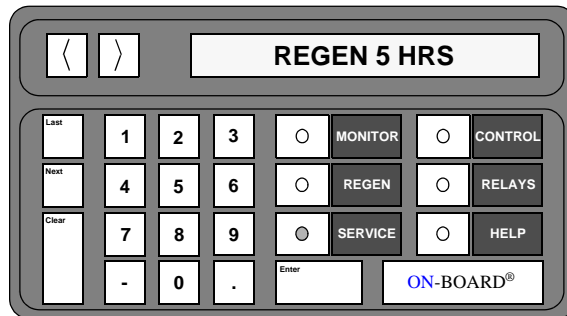 〈 〉 REGEN 5 HRS
Last 1 2 3 MONITOR CONTROL
Next 4 5 6 REGEN RELAYS
Clear 7 8 9 SERVICE HELP
- 0 . Enter ON-BOARD®